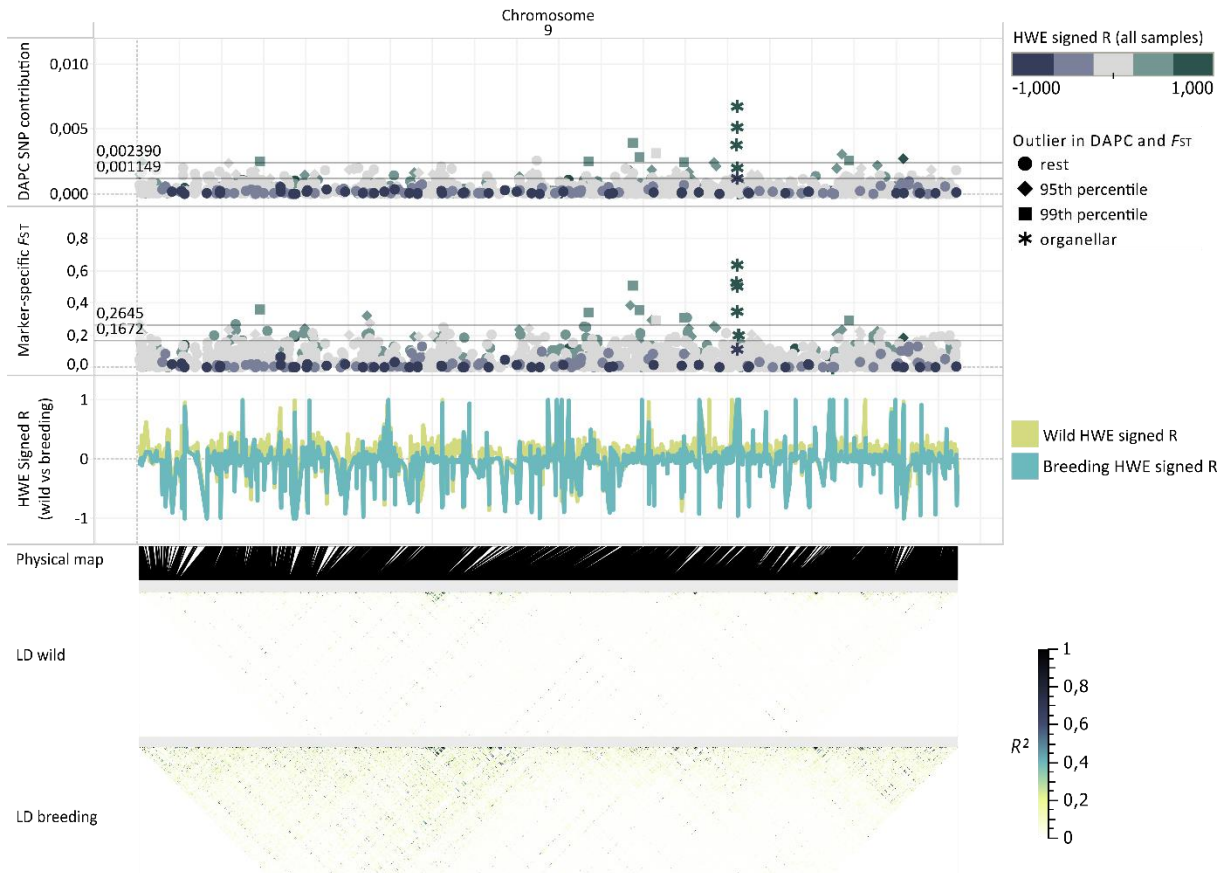 Chromosome
9
DAPC SNP contribution
0,010
0,005
0,002390
0,001149
0,000
Marker-specific FST
0,8
0,6
0,4
0,2645
0,2
0,1672
0,0
HWE Signed R
(wild vs breeding)
1
0
-1
Physical map
LD wild
LD breeding
HWE signed R (all samples)
-1,000 1,000
Outlier in DAPC and FST
rest
95th percentile
99th percentile
organellar
Wild HWE signed R
Breeding HWE signed R
R²
1
0,8
0,6
0,4
0,2
0